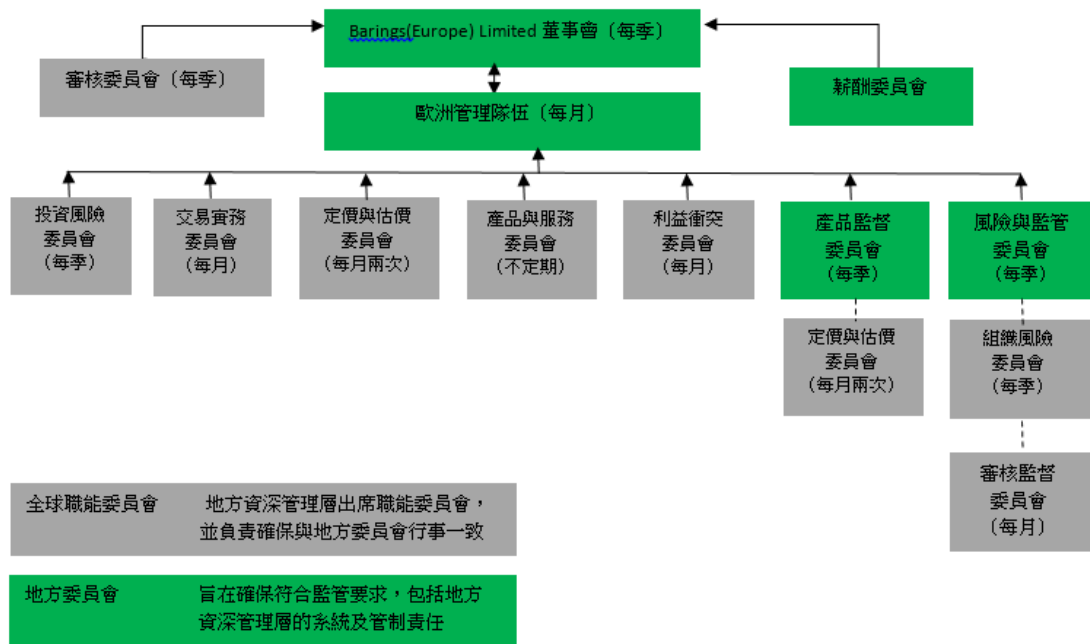 Barings(Europe) Limited 董事會（每季）
審核委員會（每季）
薪酬委員會
歐洲管理隊伍（每月）
投資風險
委員會
(每季)
交易實務
委員會
(每月)
定價與估價
委員會
(每月兩次)
產品與服務
委員會
(不定期)
利益衝突
委員會
(每月)
產品監督
委員會
(每季)
風險與監管
委員會
(每季)
定價與估價
委員會
(每月兩次)
組織風險
委員會
(每季)
審核監督
委員會
(每月)
全球職能委員會 地方資深管理層出席職能委員會，
並負責確保與地方委員會行事一致
地方委員會 旨在確保符合監管要求，包括地方
資深管理層的系統及管制責任